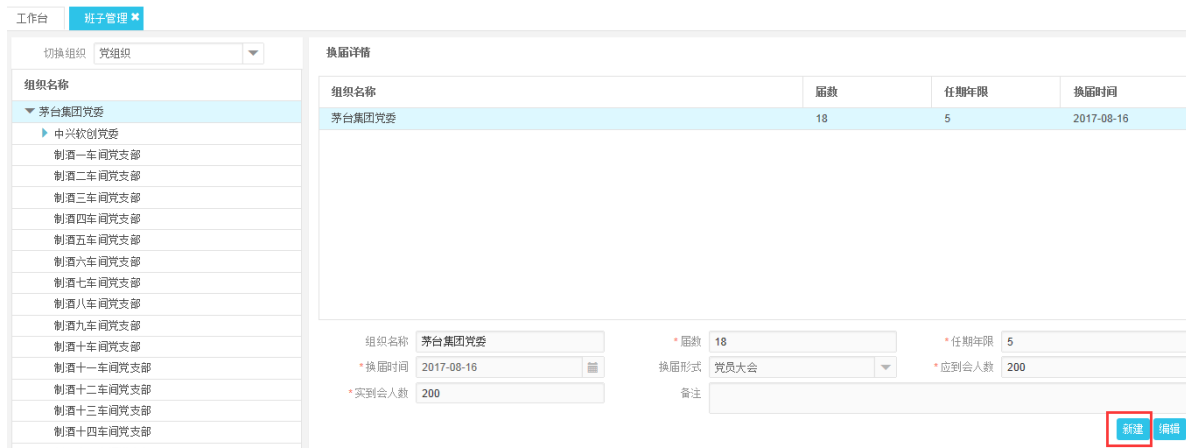 工作台 班子管理
切换组织 党组织
组织名称
茅台集团党委
中兴软创党委
制酒一车间党支部
制酒二车间党支部
制酒三车间党支部
制酒四车间党支部
制酒五车间党支部
制酒六车间党支部
制酒七车间党支部
制酒八车间党支部
制酒九车间党支部
制酒十车间党支部
制酒十一车间党支部
制酒十二车间党支部
制酒十三车间党支部
制酒十四车间党支部
换届详情
组织名称 届数 任期年限 换届时间
茅台集团党委 18 5 2017-08-16
组织名称 茅台集团党委 *届数 18 *任期年限 5
*换届时间 2017-08-16 换届形式 党员大会 *应到会人数 200
*实到会人数 200 备注
新建 编辑